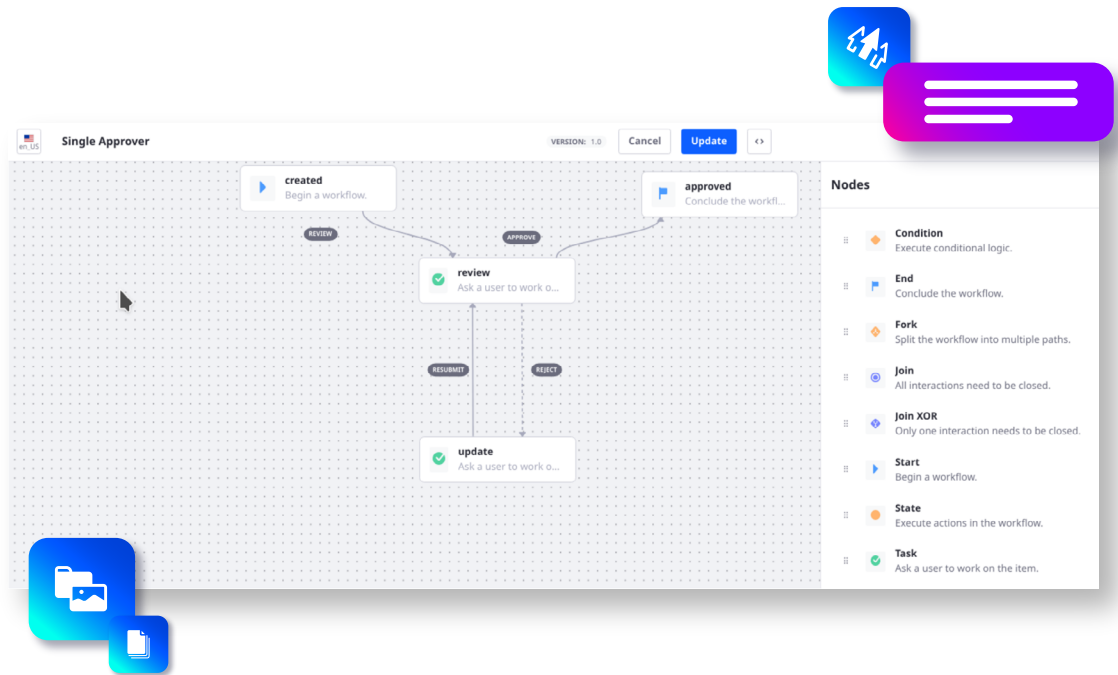 en_US
Single Approver
VERSION: 1.0
Cancel
Update
created
Begin a workflow.
approved
Conclude the workfl...
REVIEW
APPROVE
review
Ask a user to work o...
RESUBMIT
REJECT
update
Ask a user to work o...
Nodes
Condition
Execute conditional logic.
End
Conclude the workflow.
Fork
Split the workflow into multiple paths.
Join
All interactions need to be closed.
Join XOR
Only one interaction needs to be closed.
Start
Begin a workflow.
State
Execute actions in the workflow.
Task
Ask a user to work on the item.